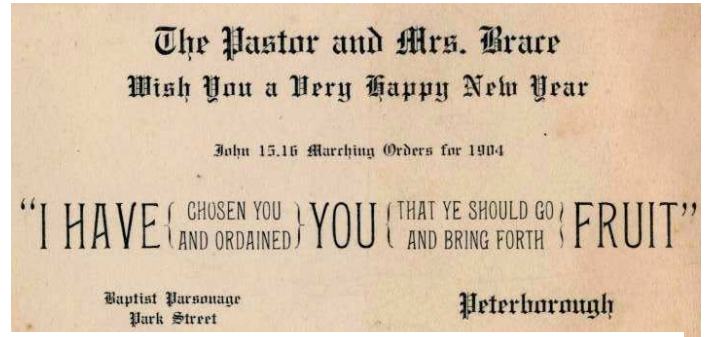 The Pastor and Mrs. Brace
Wish You a Very Happy New Year
John 15.16 Marching Orders for 1904
"I HAVE { CHOSEN YOU AND ORDAINED } YOU { THAT YE SHOULD GO AND BRING FORTH } FRUIT"
Baptist Parsonage
Park Street
Peterborough